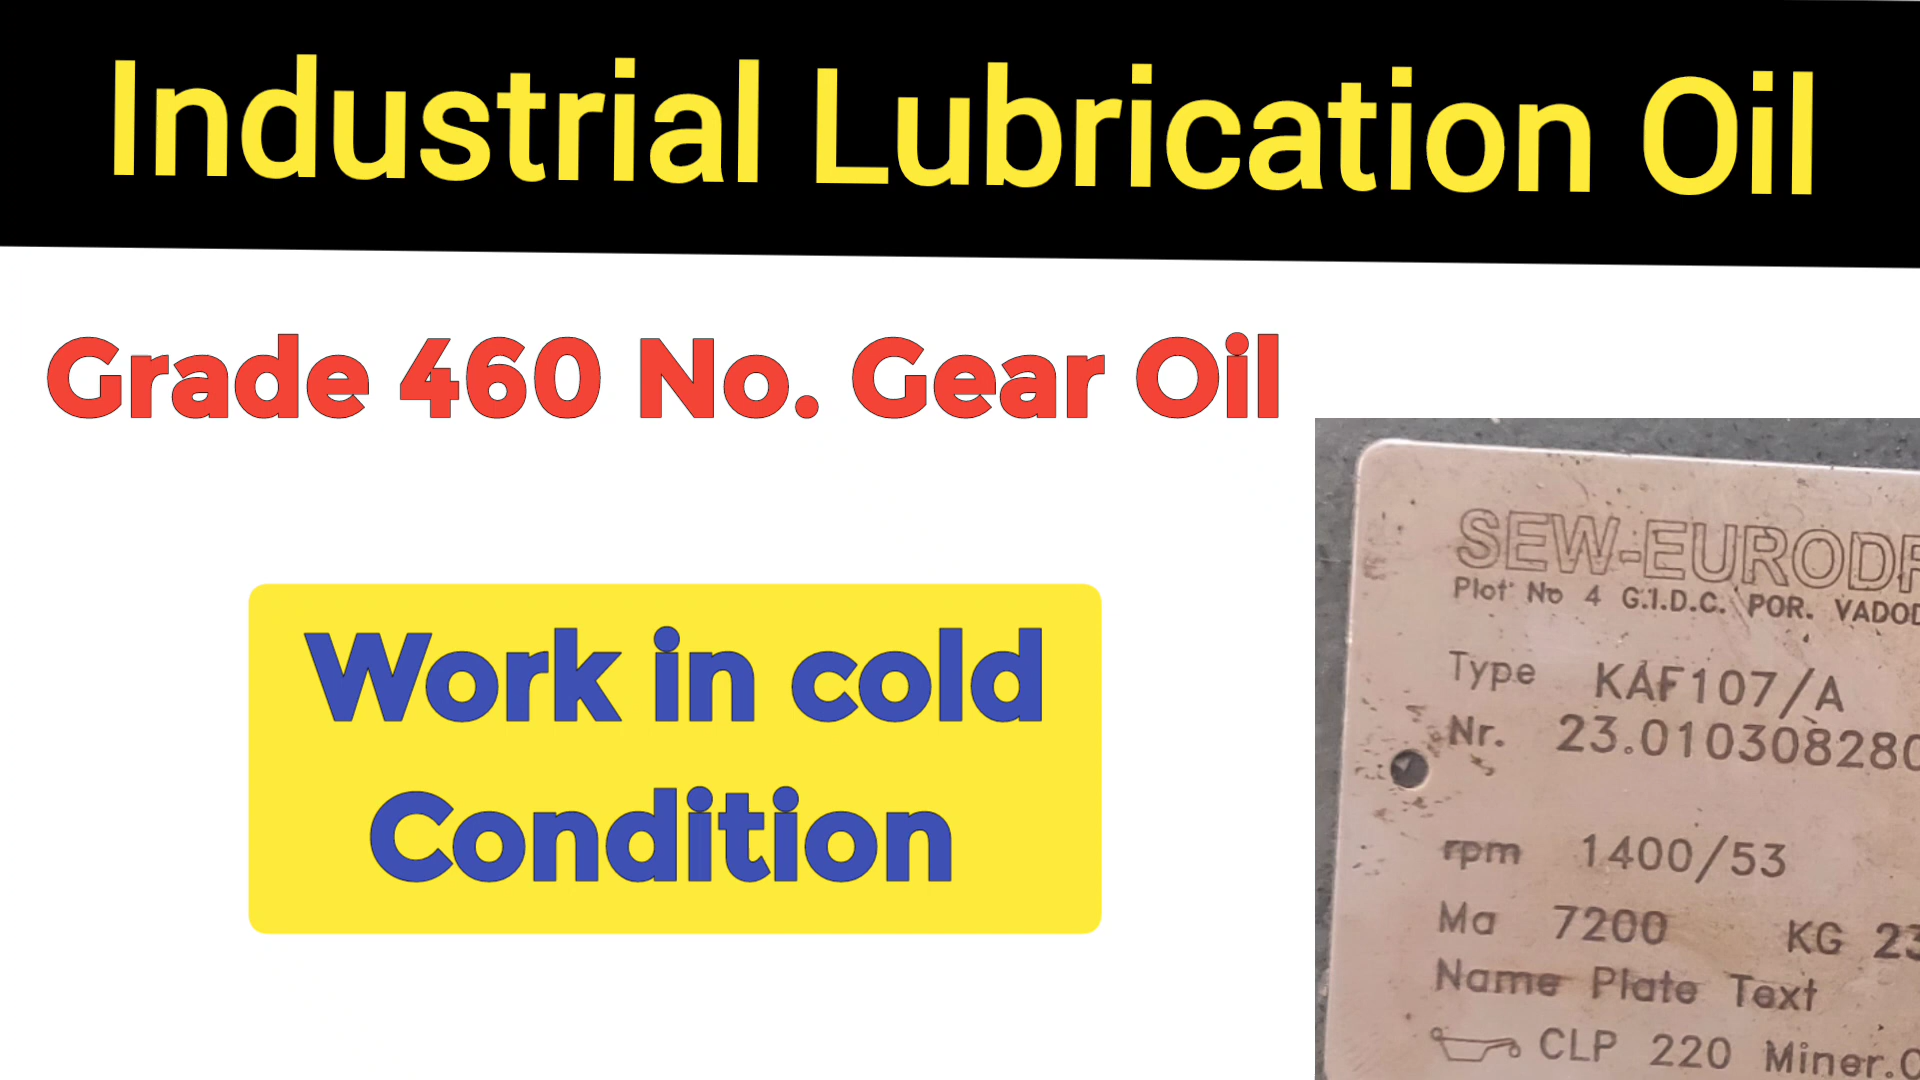 Industrial Lubrication Oil
Grade 460 No. Gear Oil
Work in cold
Condition
SEW-EUROD
Plot No 4 G.I.D.C. POR. VADOD
Type KAF107/A
Nr. 23.010308280
rpm 1400/53
Ma 7200 KG 23
Name Plate Text
CLP 220 Miner.